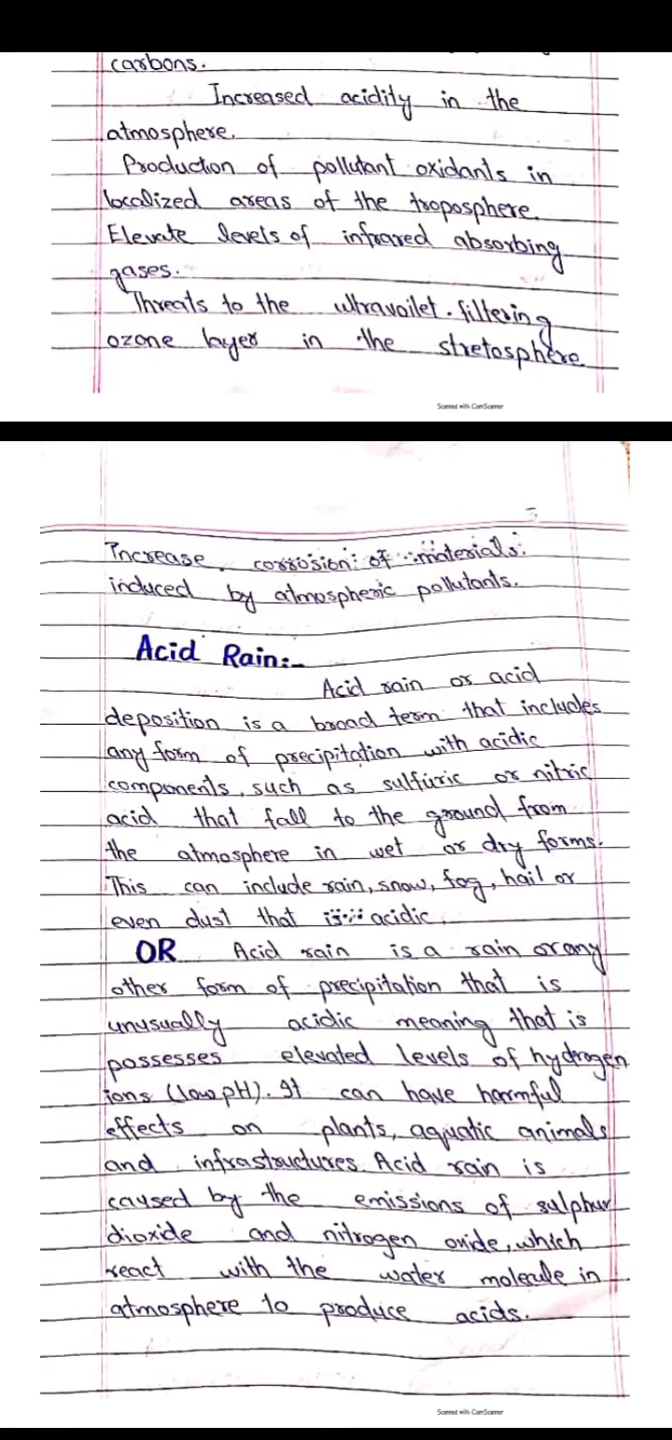 carbons.
Increased acidity in the
atmosphere.
Production of pollutant oxidants in
localized areas of the troposphere.
Elevate levels of infrared absorbing
gases.
Threats to the ultravoilet-filtering
ozone layer in the stretosphere
Scanned with CamScanner
Increase corrosion of materials
induced by atmospheric pollutants.
Acid Rain:-
Acid rain or acid
deposition is a broad term that includes
any form of precipitation with acidic
components, such as sulfuric or nitric
acid that fall to the ground from
the atmosphere in wet or dry forms.
This can include rain, snow, fog, hail or
even dust that is acidic.
OR Acid rain is a rain or any
other form of precipitation that is
unusually acidic meaning that is
possesses elevated levels of hydrogen
ions (low pH). It can have harmful
effects on plants, aquatic animals
and infrastructures. Acid rain is
caused by the emissions of sulphur
dioxide and nitrogen oxide, which
react with the water molecule in
atmosphere to produce acids.
Scanned with CamScanner